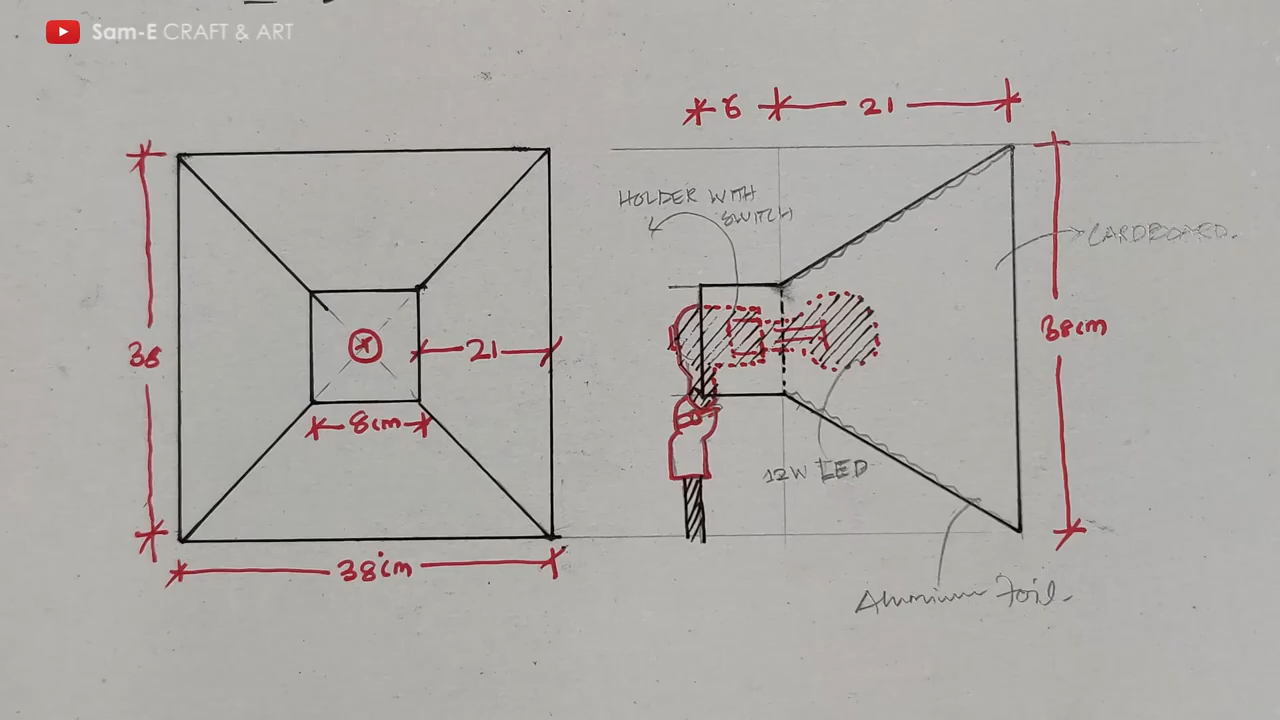 Sam-E CRAFT & ART
6
21
HOLDER WITH
SWITCH
CARDBOARD.
38
21
38cm
8cm
12W LED
38cm
Aluminium Foil.